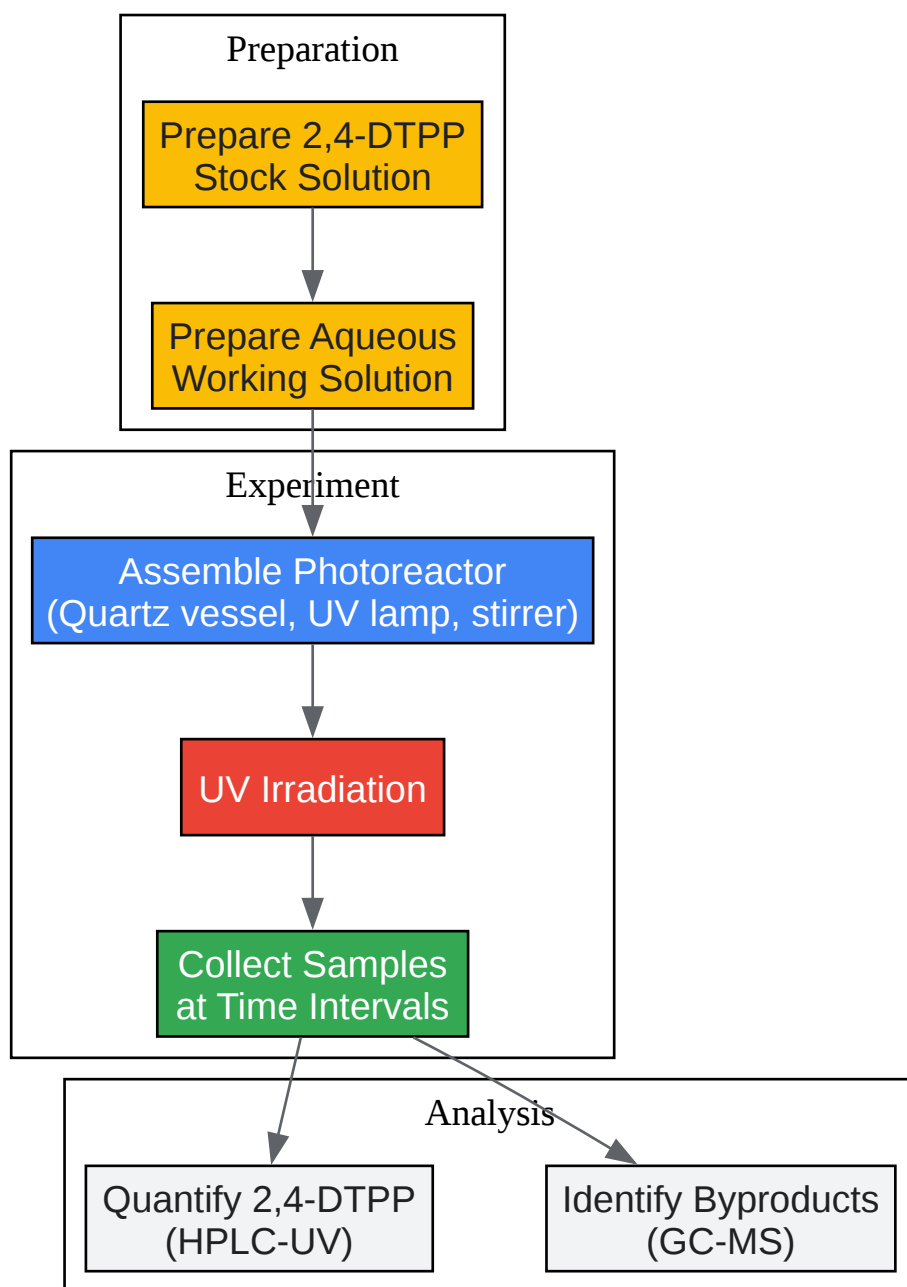 Preparation
Prepare 2,4-DTPP
Stock Solution
Prepare Aqueous
Working Solution
Experiment
Assemble Photoreactor
(Quartz vessel, UV lamp, stirrer)
UV Irradiation
Collect Samples
at Time Intervals
Analysis
Quantify 2,4-DTPP
(HPLC-UV)
Identify Byproducts
(GC-MS)